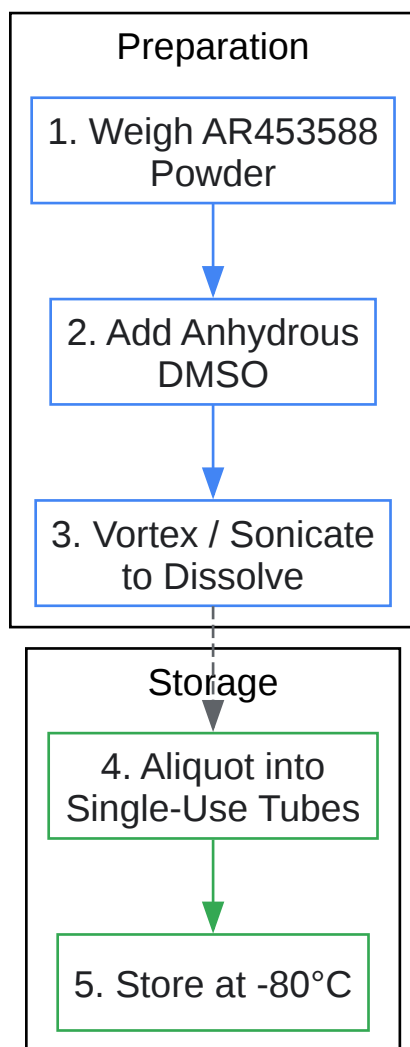 Preparation
1. Weigh AR453588
Powder
2. Add Anhydrous
DMSO
3. Vortex / Sonicate
to Dissolve
Storage
4. Aliquot into
Single-Use Tubes
5. Store at -80°C